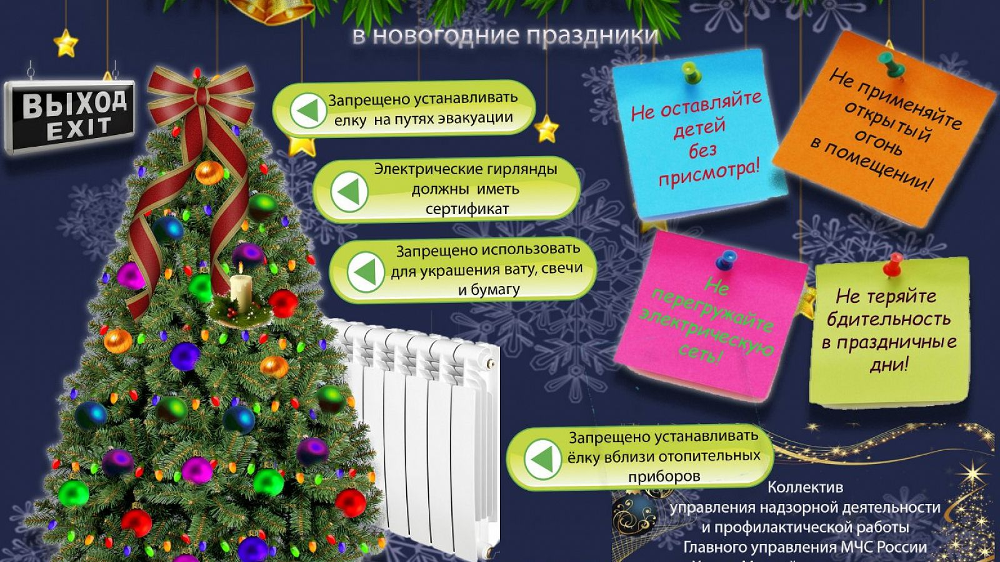 в новогодние праздники
ВЫХОД
EXIT
Запрещено устанавливать
елку на путях эвакуации
Электрические гирлянды
должны иметь
сертификат
Запрещено использовать
для украшения вату, свечи
и бумагу
Не оставляйте
детей
без
присмотра!
Не применяйте
открытый
огонь
в помещении!
Не
перегружайте
электрическую
сеть!
Не теряйте
бдительность
в праздничные
дни!
Запрещено устанавливать
ёлку вблизи отопительных
приборов
Коллектив
управления надзорной деятельности
и профилактической работы
Главного управления МЧС России